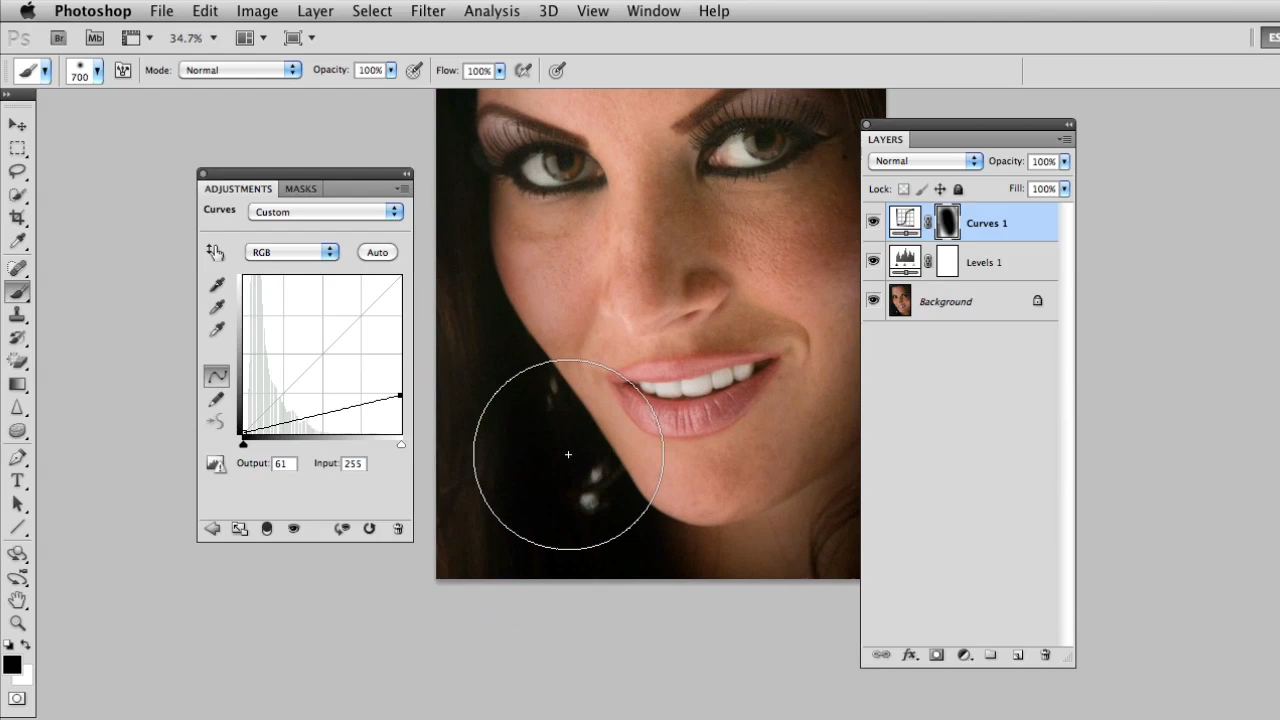 Photoshop File Edit Image Layer Select Filter Analysis 3D View Window Help
Ps Br Mb 34.7% ES
700 Mode: Normal Opacity: 100% Flow: 100%
ADJUSTMENTS MASKS
Curves Custom
RGB Auto
Output: 61 Input: 255
LAYERS
Normal Opacity: 100%
Lock: Fill: 100%
Curves 1
Levels 1
Background
fx.
T